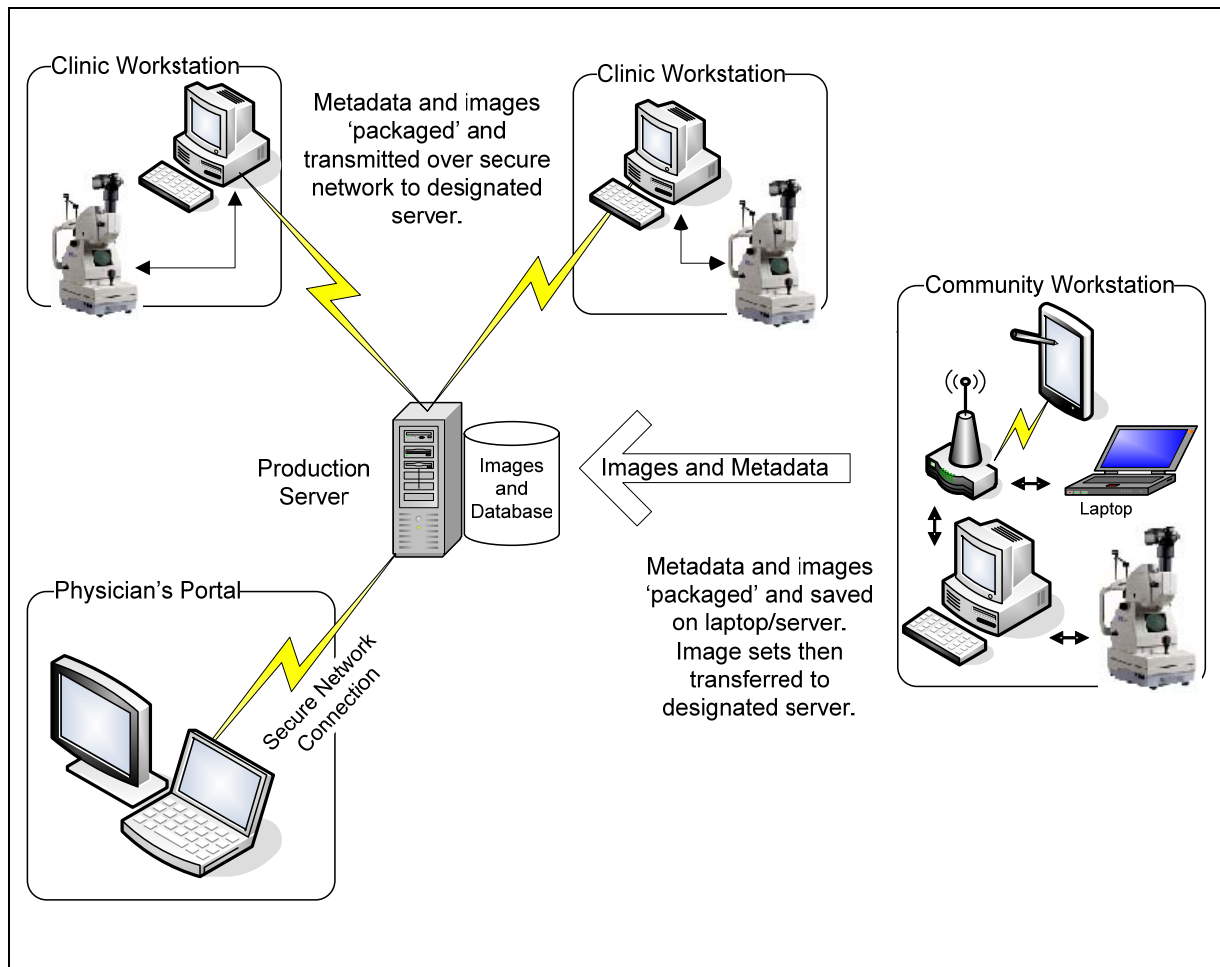 Clinic Workstation
Metadata and images
'packaged' and
transmitted over secure
network to designated
server.
Clinic Workstation
Community Workstation
Laptop
Production
Server
Images
and
Database
Images and Metadata
Metadata and images
'packaged' and saved
on laptop/server.
Image sets then
transferred to
designated server.
Physician's Portal
Secure Network
Connection